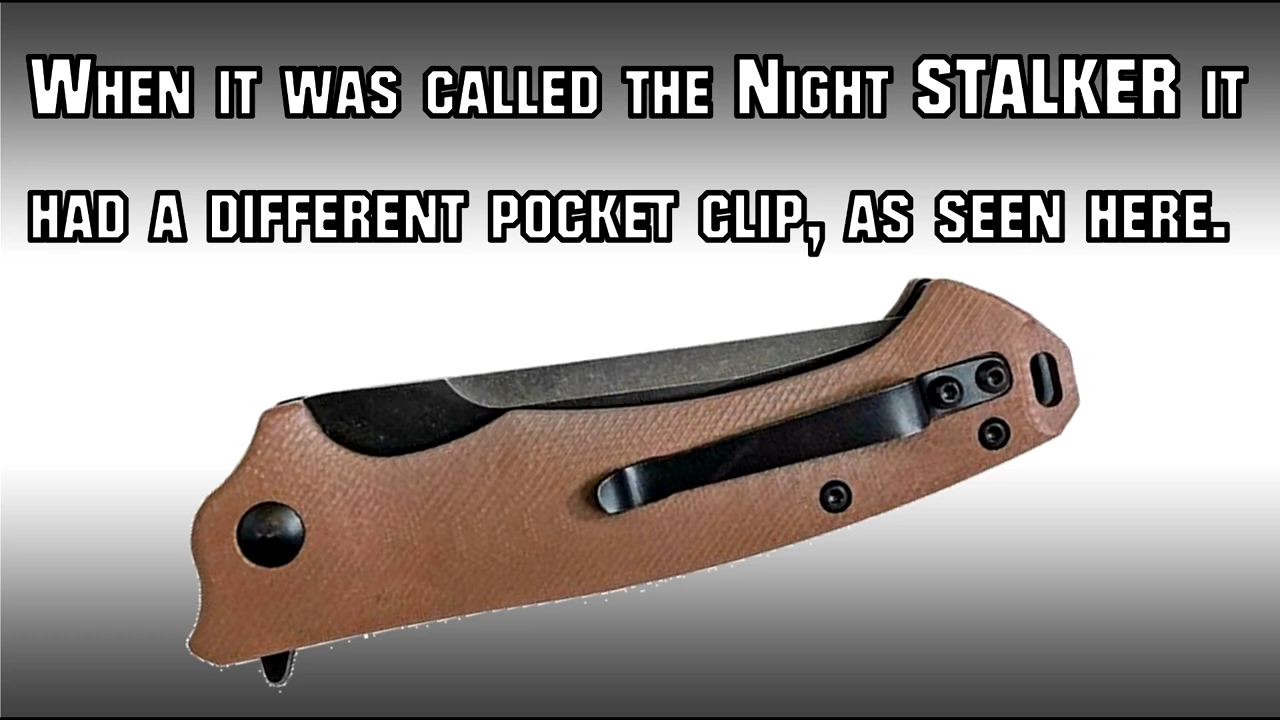 When it was called the Night STALKER it
had a different pocket clip, as seen here.